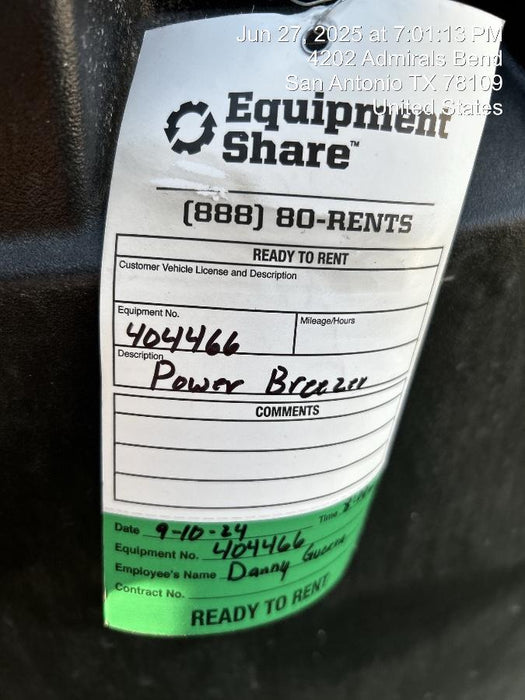 Jun 27, 2025 at 7:01:13 PM
4202 Admirals Bend
San Antonio TX 78109
United States
Equipment
Share™
(888) 80-RENTS
READY TO RENT
Customer Vehicle License and Description
Equipment No.
404466
Mileage/Hours
Description
Power Breezer
COMMENTS
Date 9-10-24 Time
Equipment No. 404466
Employee's Name Danny
Contract No.
READY TO RENT